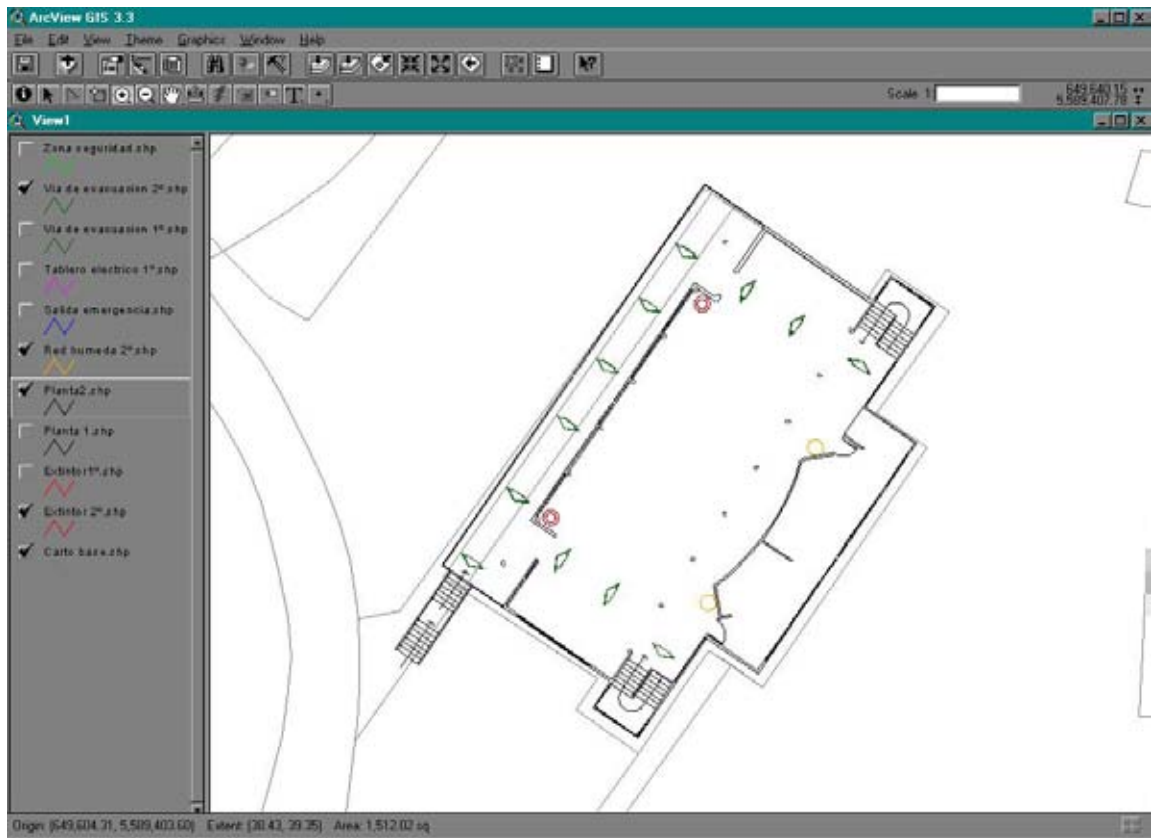 ArcView GIS 3.3
File Edit View Theme Graphics Window Help
Scale 1:
649,640.15
5,589,407.78
View1
Zona seguridad.shp
Via de evacuacion 2º.shp
Via de evacuacion 1º.shp
Tablero electrico 1º.shp
Salida emergencia.shp
Red humeda 2º.shp
Planta2.shp
Planta 1.shp
Extintor1º.shp
Extintor 2º.shp
Carto base.shp
Origin: (649,604.31, 5,589,403.60) Extent: (38.43, 39.35) Area: 1,512.02 sq